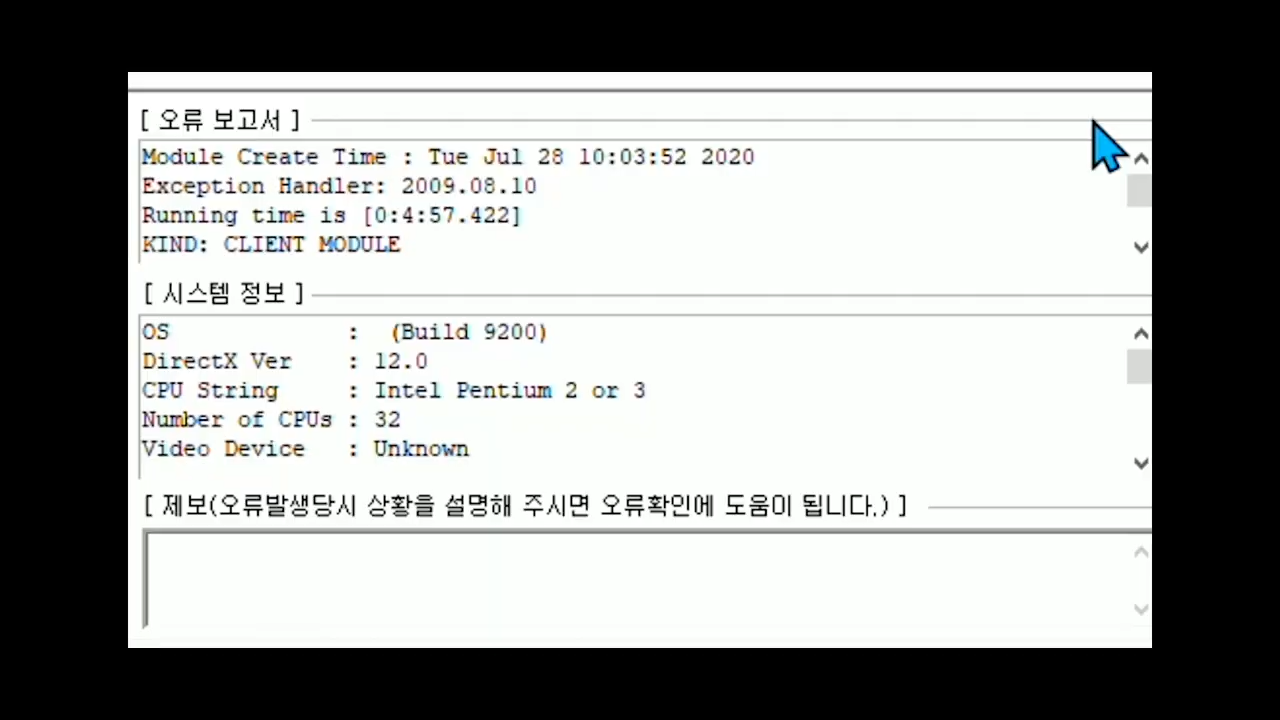 [ 오류 보고서 ]
Module Create Time : Tue Jul 28 10:03:52 2020
Exception Handler: 2009.08.10
Running time is [0:4:57.422]
KIND: CLIENT MODULE
[ 시스템 정보 ]
OS : (Build 9200)
DirectX Ver : 12.0
CPU String : Intel Pentium 2 or 3
Number of CPUs : 32
Video Device : Unknown
[ 제보(오류발생당시 상황을 설명해 주시면 오류확인에 도움이 됩니다.) ]